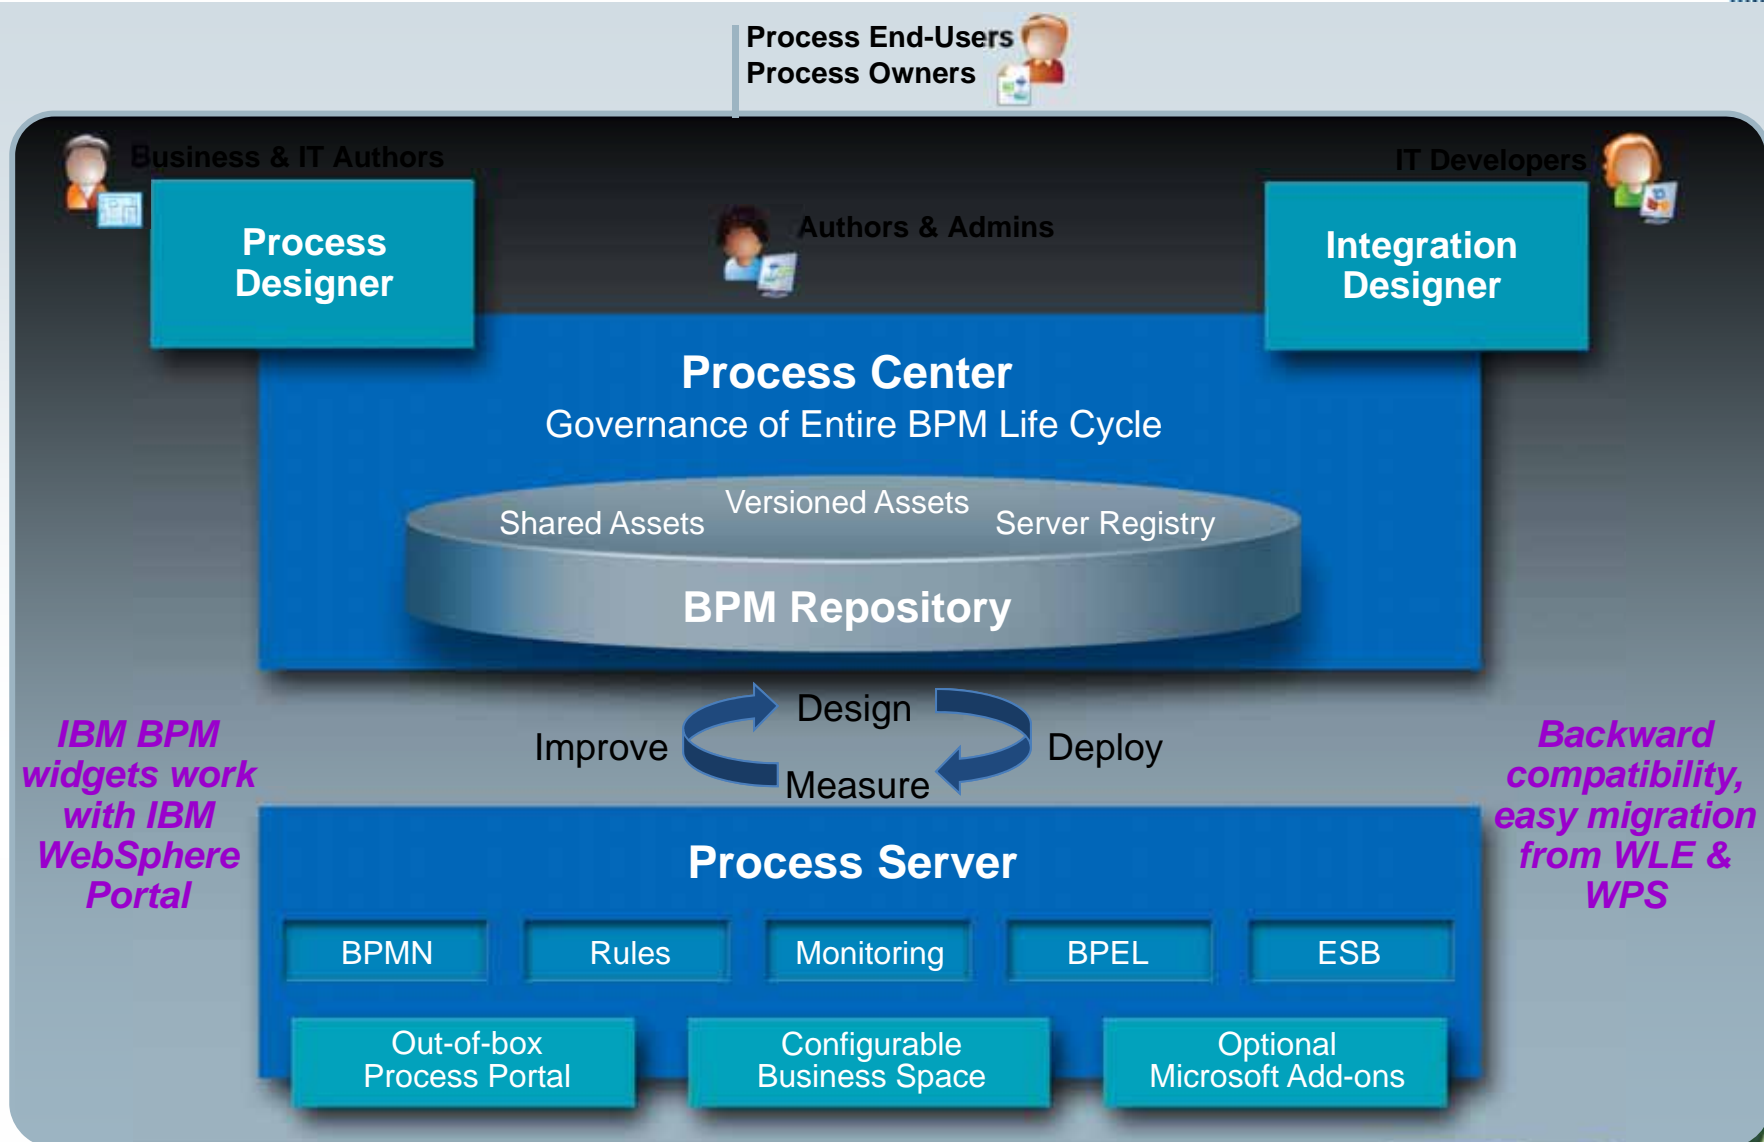 Process End-Users
Process Owners
Business & IT Authors
IT Developers
Process
Designer
Authors & Admins
Integration
Designer
Process Center
Governance of Entire BPM Life Cycle
Shared Assets
Versioned Assets
Server Registry
BPM Repository
Design
Improve
Deploy
Measure
IBM BPM
widgets work
with IBM
WebSphere
Portal
Backward
compatibility,
easy migration
from WLE &
WPS
Process Server
BPMN
Rules
Monitoring
BPEL
ESB
Out-of-box
Process Portal
Configurable
Business Space
Optional
Microsoft Add-ons